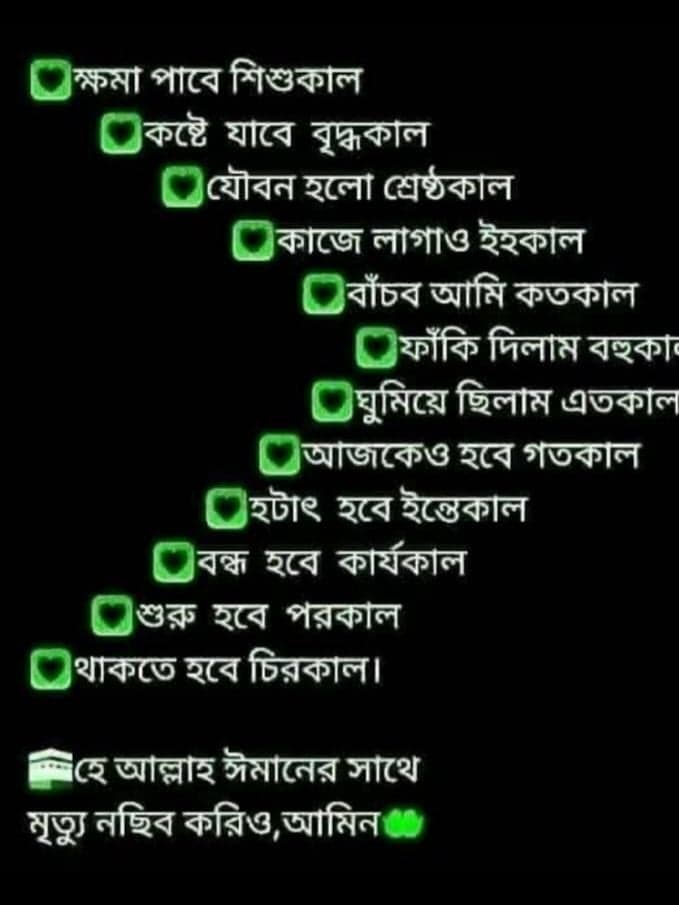 💚ক্ষমা পাবে শিশুকাল
💚কষ্টে যাবে বৃদ্ধকাল
💚যৌবন হলো শ্রেষ্ঠকাল
💚কাজে লাগাও ইহকাল
💚বাঁচব আমি কতকাল
💚ফাঁকি দিলাম বহুকাল
💚ঘুমিয়ে ছিলাম এতকাল
💚আজকেও হবে গতকাল
💚হটাৎ হবে ইন্তেকাল
💚বন্ধ হবে কার্যকাল
💚শুরু হবে পরকাল
💚থাকতে হবে চিরকাল।
🕋হে আল্লাহ ঈমানের সাথে
মৃত্যু নছিব করিও,আমিন🤲